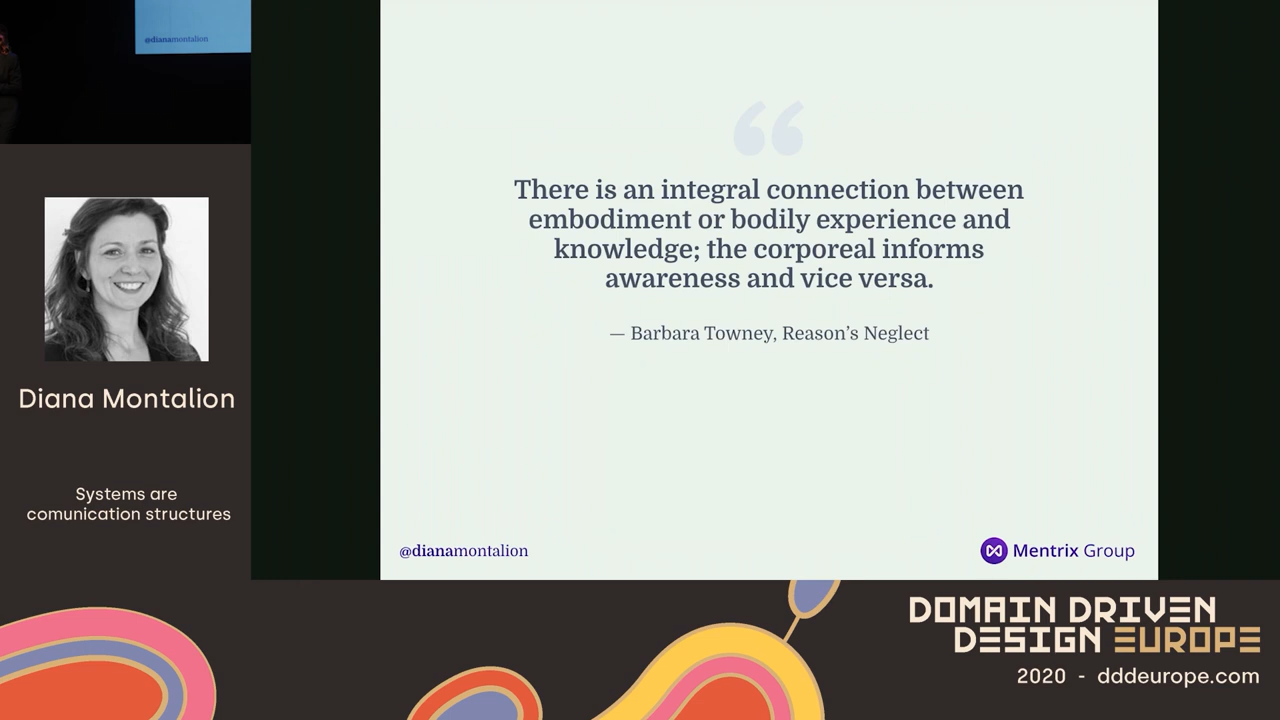 @dianamontalion
There is an integral connection between
embodiment or bodily experience and
knowledge; the corporeal informs
awareness and vice versa.
— Barbara Towney, Reason’s Neglect
Diana Montalion
Systems are
comunication structures
@dianamontalion
Mentrix Group
DOMAIN DRIVEN
DESIGN EUROPE
2020 - dddeurope.com